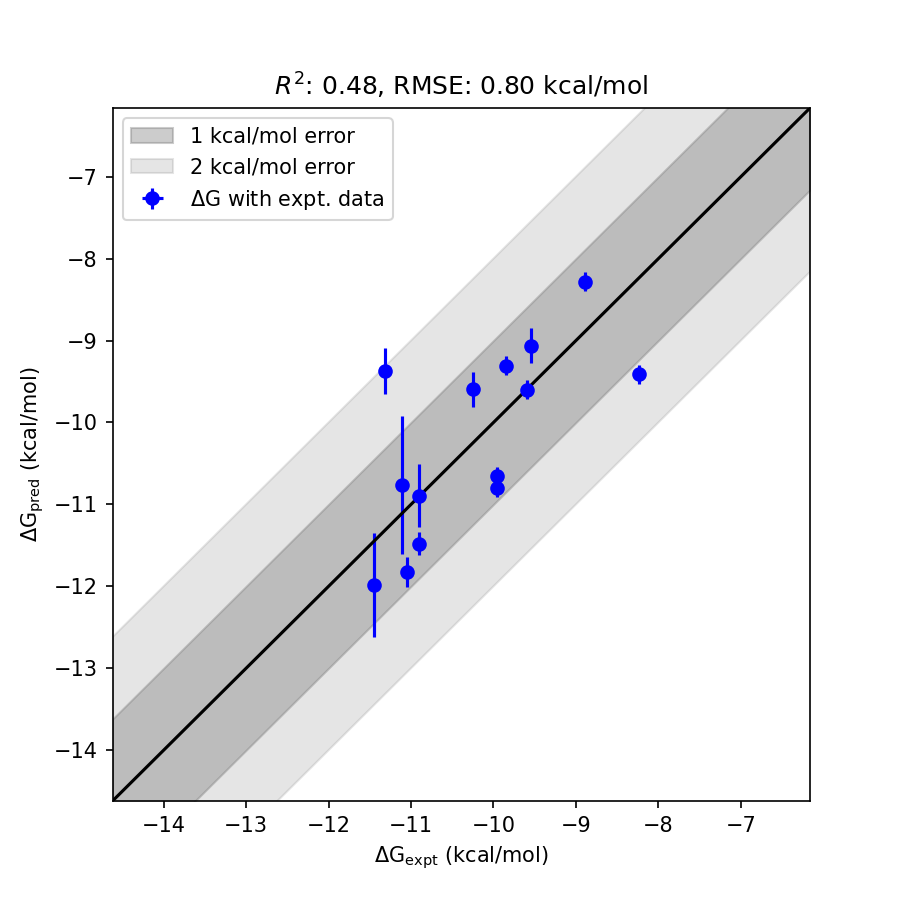 R²: 0.48, RMSE: 0.80 kcal/mol
1 kcal/mol error
2 kcal/mol error
ΔG with expt. data
−7
−8
−9
−10
−11
−12
−13
−14
ΔGpred (kcal/mol)
−14 −13 −12 −11 −10 −9 −8 −7
ΔGexpt (kcal/mol)